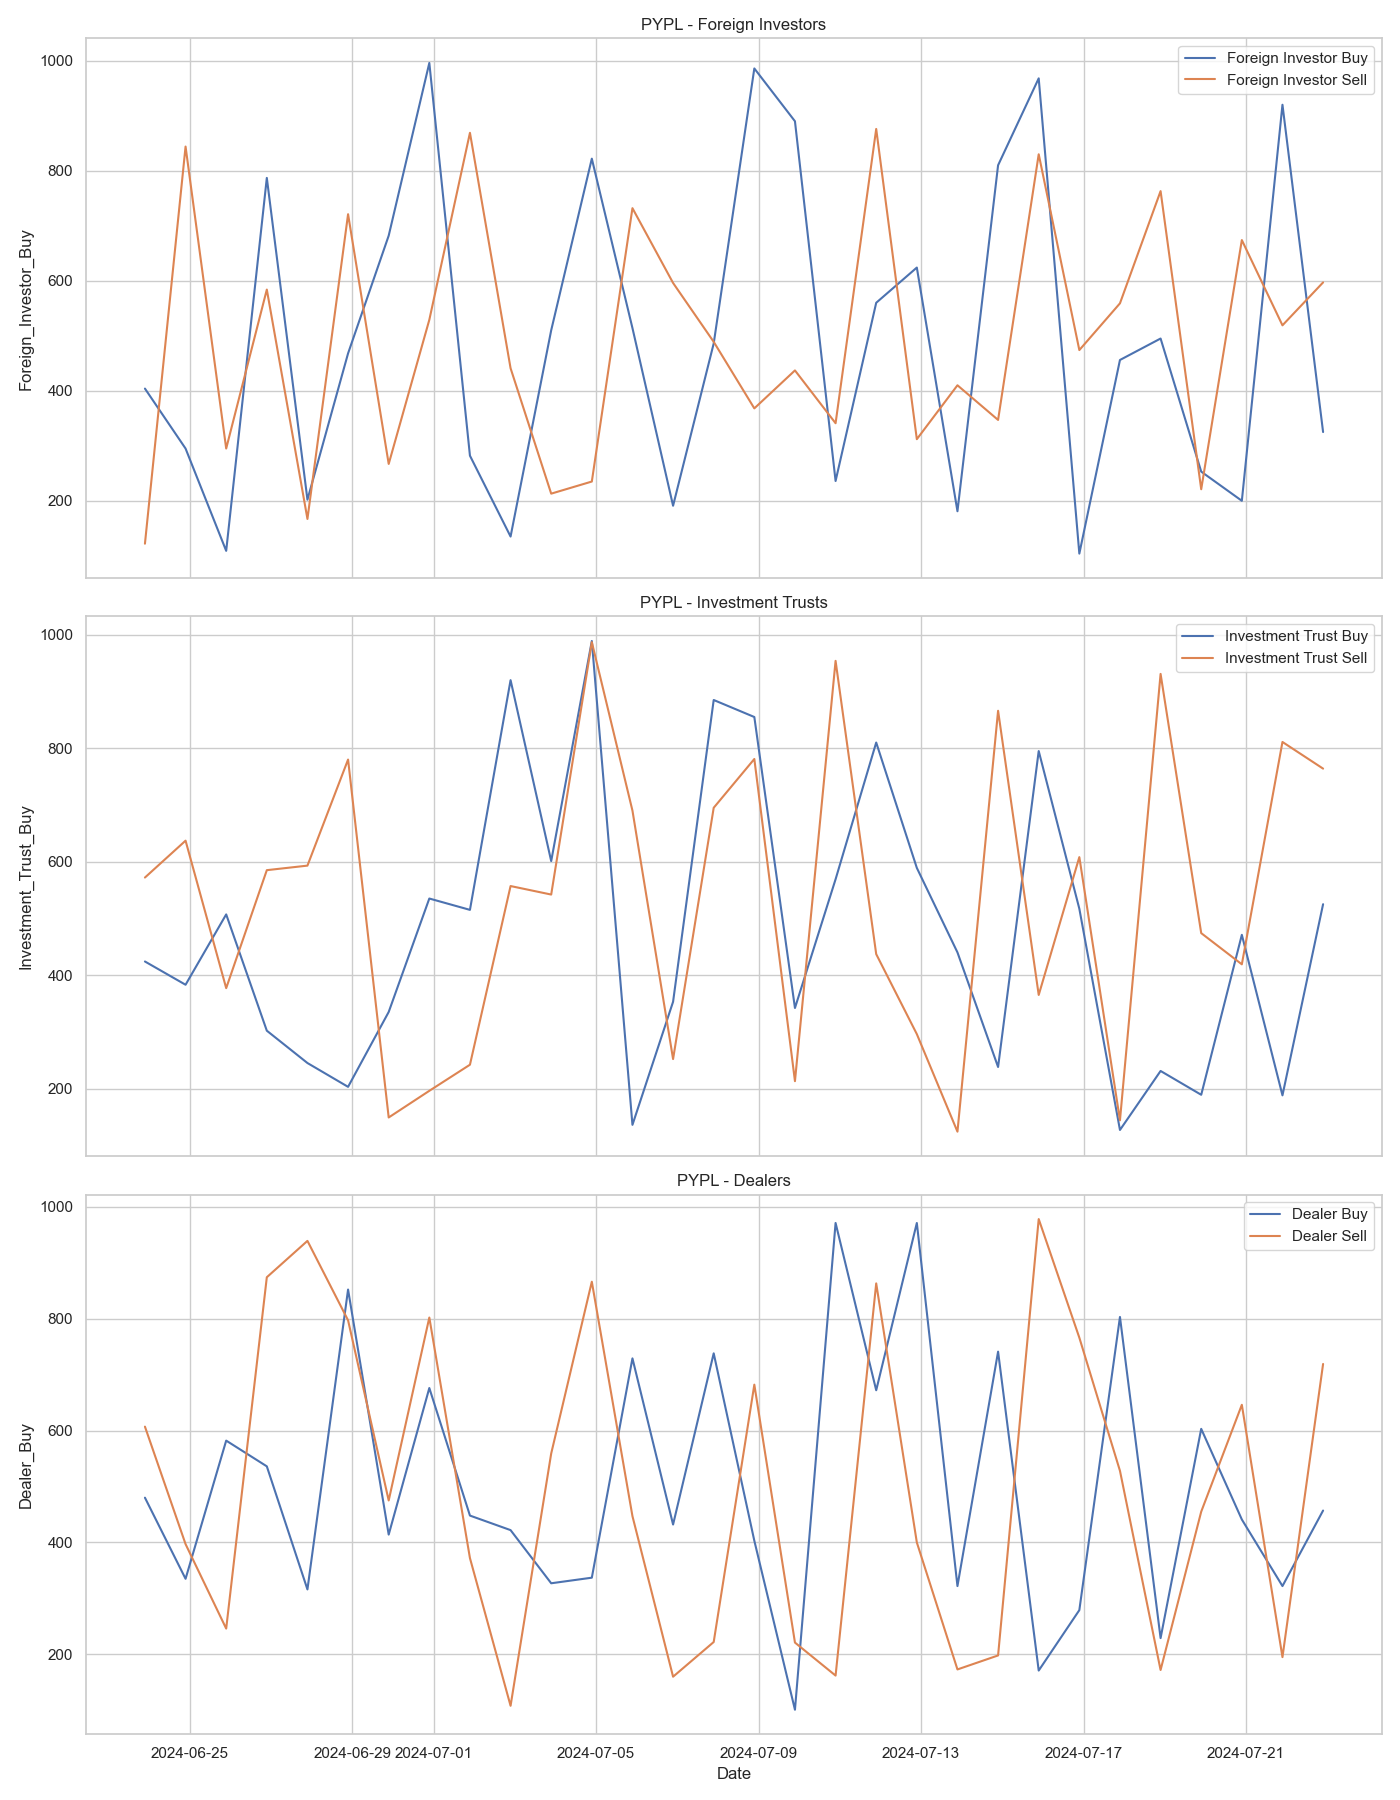 PYPL - Foreign Investors
Foreign Investor Buy
Foreign Investor Sell
1000
800
600
400
200
Foreign_Investor_Buy
PYPL - Investment Trusts
Investment Trust Buy
Investment Trust Sell
1000
800
600
400
200
Investment_Trust_Buy
PYPL - Dealers
Dealer Buy
Dealer Sell
1000
800
600
400
200
Dealer_Buy
2024-06-25 2024-06-29 2024-07-01 2024-07-05 2024-07-09 2024-07-13 2024-07-17 2024-07-21
Date